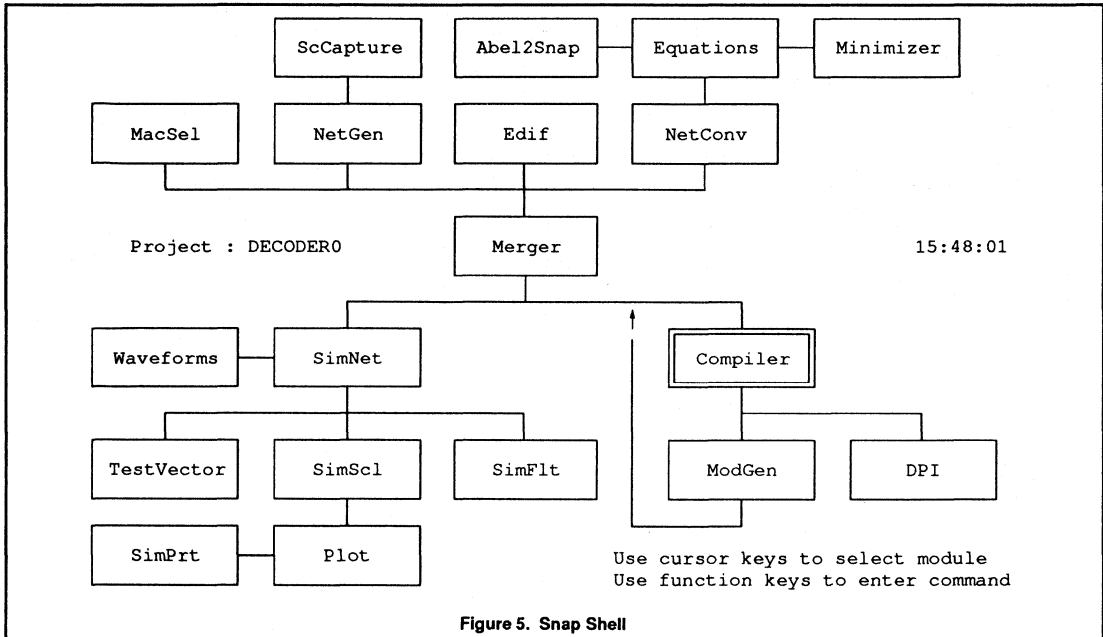 ScCapture
Abel2Snap
Equations
Minimizer
MacSel
NetGen
Edif
NetConv
Project : DECODER0
Merger
15:48:01
Waveforms
SimNet
Compiler
TestVector
SimScl
SimFlt
ModGen
DPI
SimPrt
Plot
Use cursor keys to select module
Use function keys to enter command
Figure 5. Snap Shell